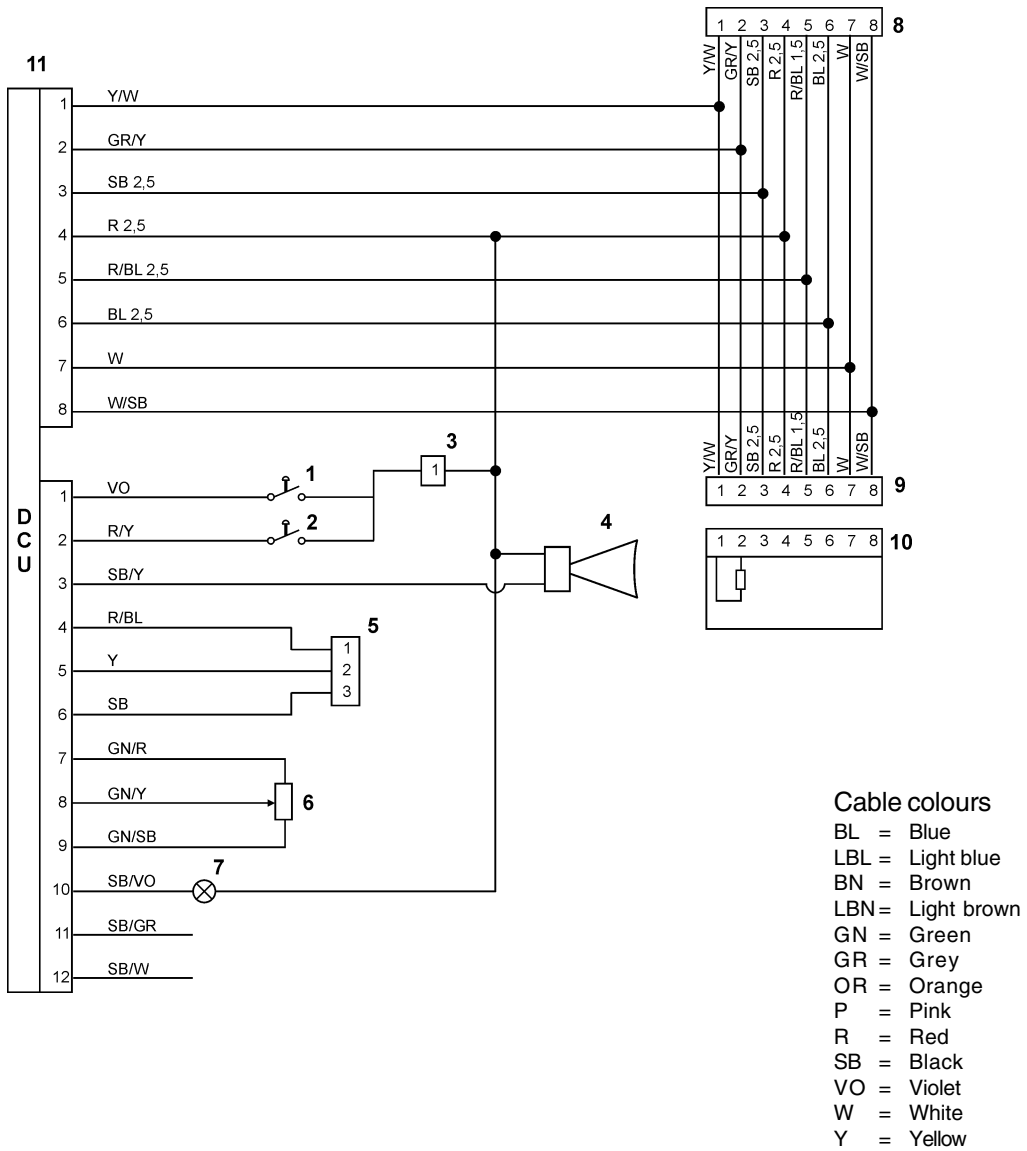 1 2 3 4 5 6 7 8 8
Y/W GR/Y SB 2,5 R 2,5 R/BL 1,5 BL 2,5 W W/SB
11
1 Y/W
2 GR/Y
3 SB 2,5
4 R 2,5
5 R/BL 2,5
6 BL 2,5
7 W
8 W/SB
Y/W GR/Y SB 2,5 R 2,5 R/BL 1,5 BL 2,5 W W/SB
1 2 3 4 5 6 7 8 9
3
1
DCU
1 VO 1
2 R/Y 2
4
1 2 3 4 5 6 7 8 10
3 SB/Y
4 R/BL
5 Y
6 SB
5
1
2
3
7 GN/R
8 GN/Y 6
9 GN/SB
7
10 SB/VO
11 SB/GR
12 SB/W
Cable colours
BL = Blue
LBL = Light blue
BN = Brown
LBN = Light brown
GN = Green
GR = Grey
OR = Orange
P = Pink
R = Red
SB = Black
VO = Violet
W = White
Y = Yellow